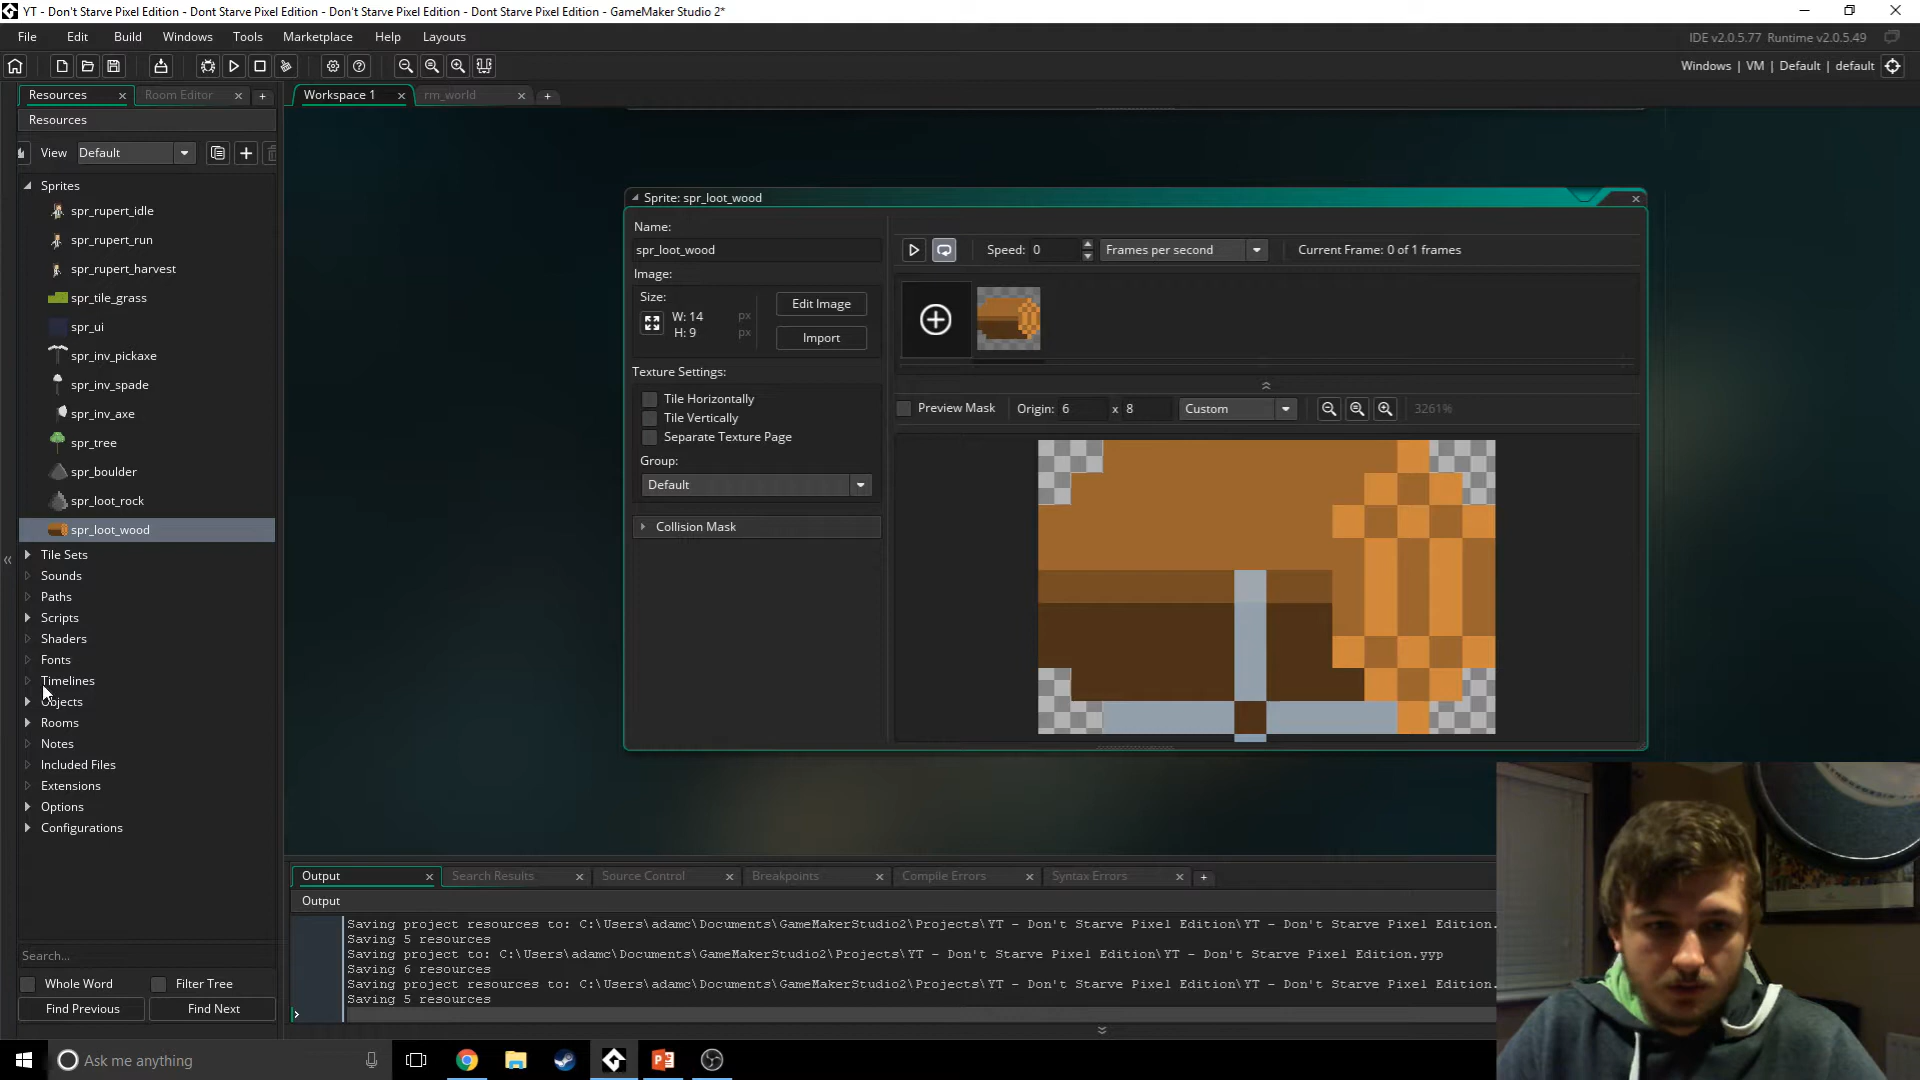 YT - Don't Starve Pixel Edition - Dont Starve Pixel Edition - Don't Starve Pixel Edition - Dont Starve Pixel Edition - GameMaker Studio 2*
File Edit Build Windows Tools Marketplace Help Layouts
IDE v2.0.5.77 Runtime v2.0.5.49
Windows | VM | Default | default
Resources Room Editor Workspace 1 rm_world
Resources
View Default
Sprites
spr_rupert_idle
spr_rupert_run
spr_rupert_harvest
spr_tile_grass
spr_ui
spr_inv_pickaxe
spr_inv_spade
spr_inv_axe
spr_tree
spr_boulder
spr_loot_rock
spr_loot_wood
Tile Sets
Sounds
Paths
Scripts
Shaders
Fonts
Timelines
Objects
Rooms
Notes
Included Files
Extensions
Options
Configurations
Search...
Whole Word Filter Tree
Find Previous Find Next
Sprite: spr_loot_wood
Name:
spr_loot_wood
Image:
Size:
W: 14 px
H: 9 px
Edit Image
Import
Texture Settings:
Tile Horizontally
Tile Vertically
Separate Texture Page
Group:
Default
Collision Mask
Speed: 0 Frames per second Current Frame: 0 of 1 frames
Preview Mask Origin: 6 x 8 Custom 3261%
Output Search Results Source Control Breakpoints Compile Errors Syntax Errors
Output
Saving project resources to: C:\Users\adamc\Documents\GameMakerStudio2\Projects\YT - Don't Starve Pixel Edition\YT - Don't Starve Pixel Edition.
Saving 5 resources
Saving project to: C:\Users\adamc\Documents\GameMakerStudio2\Projects\YT - Don't Starve Pixel Edition\YT - Don't Starve Pixel Edition.yyp
Saving 6 resources
Saving project resources to: C:\Users\adamc\Documents\GameMakerStudio2\Projects\YT - Don't Starve Pixel Edition\YT - Don't Starve Pixel Edition.
Saving 5 resources
Ask me anything